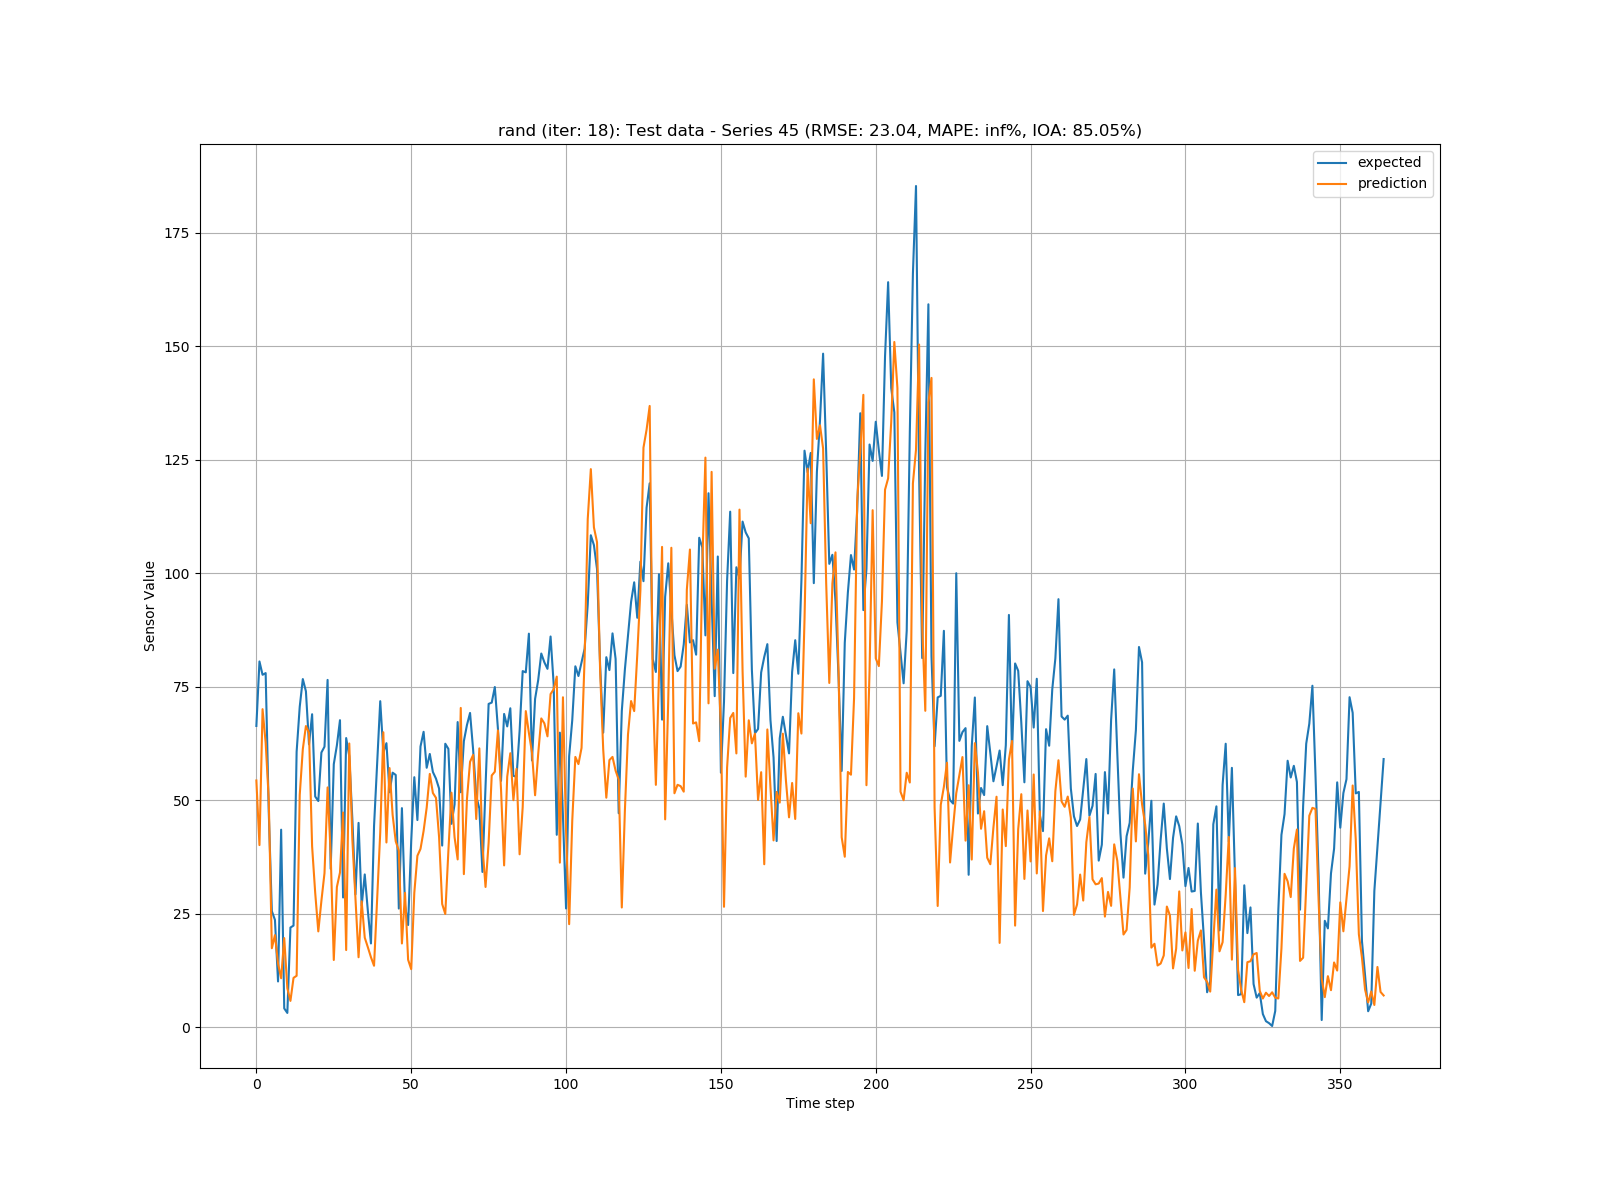 rand (iter: 18): Test data - Series 45 (RMSE: 23.04, MAPE: inf%, IOA: 85.05%)
expected
prediction
175
150
125
100
75
50
25
0
Sensor Value
0 50 100 150 200 250 300 350
Time step